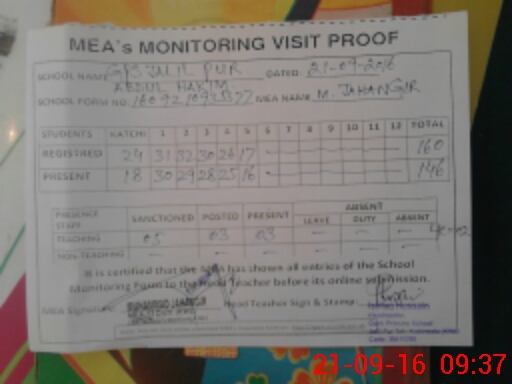 MEA's MONITORING VISIT PROOF
SCHOOL NAME GPS JALIL PUR DATED: 21-09-2016
ABDUL HAKIM
SCHOOL FORM NO. MEA NAME M. JAHANGIR
STUDENTS KATCHI 1 2 3 4 5 6 7 8 9 10 11 12 TOTAL
REGISTRED 24 31 32 30 26 17 - 160
PRESENT 18 30 29 28 25 16 - 146
PRESENCE STAFF SANCTIONED POSTED PRESENT ABSENT
LEAVE DUTY ABSENT
TEACHING 05 03 03 - - -
NON-TEACHING - - - - - -
It is certified that the MEA has shown all entries of the School
Monitoring Form to the Head Teacher before its online submission.
MEA Signature Head Teacher Sign & Stamp
21-09-16 09:37